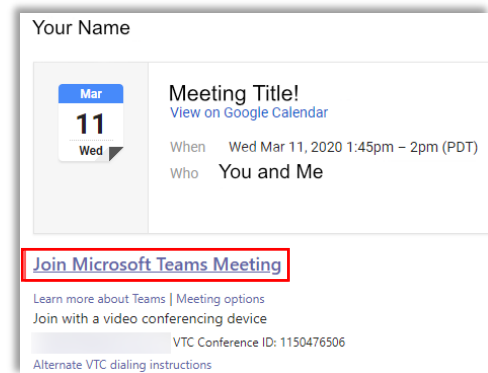 Your Name
Mar
11
Wed
Meeting Title!
View on Google Calendar
When Wed Mar 11, 2020 1:45pm – 2pm (PDT)
Who You and Me
Join Microsoft Teams Meeting
Learn more about Teams | Meeting options
Join with a video conferencing device
VTC Conference ID: 1150476506
Alternate VTC dialing instructions